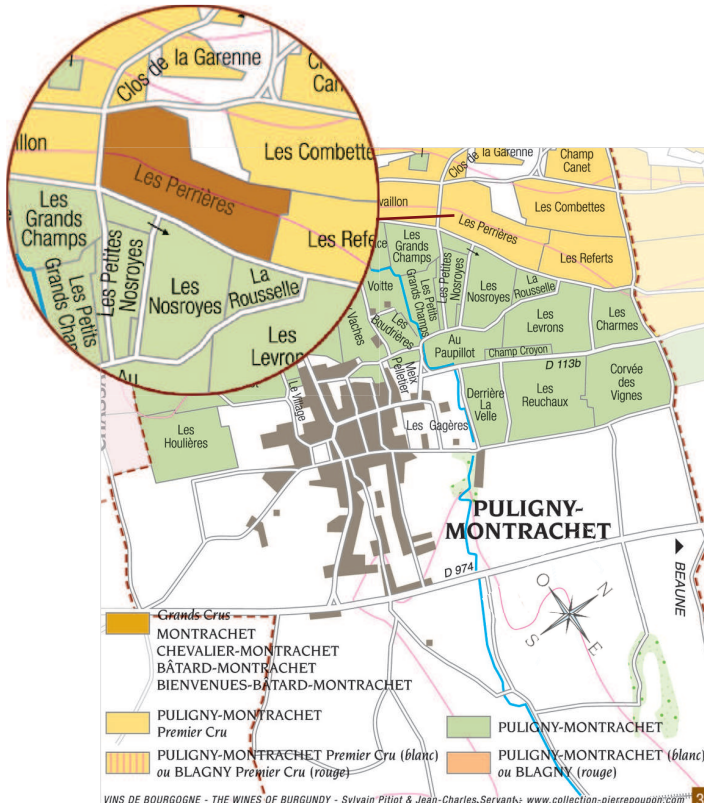 Clos de
la Garenne
Can
illon
Les Combette
Les Perrières
Les
Grands
Champs
Les Refe
Les Petites
Nosroyes
Les Petits
Grands Cha
Les
Nosroyes
La
Rousselle
Les
Levron
Au
Clos de
la Garenne
Champ
Canet
vaillon
Les Combettes
Les Perrières
Les Referts
Les
Grands
Champs
Voitte
Les Petits
Grands Champs
Les Petites
Nosroyes
Les
Nosroyes
La
Rousselle
Les
Levrons
Les
Charmes
Vaches
Les
Boudrières
Au
Paupillot
Champ Croyon
D 113b
Meix
Pelletier
Le Village
Les
Houlières
Les Gagères
Derrière
La
Velle
Les
Reuchaux
Corvée
des
Vignes
PULIGNY-
MONTRACHET
D 974
BEAUNE
N
O
S
E
Grands Crus
MONTRACHET
CHEVALIER-MONTRACHET
BÂTARD-MONTRACHET
BIENVENUES-BÂTARD-MONTRACHET
PULIGNY-MONTRACHET
Premier Cru
PULIGNY-MONTRACHET Premier Cru (blanc)
ou BLAGNY Premier Cru (rouge)
PULIGNY-MONTRACHET
PULIGNY-MONTRACHET (blanc)
ou BLAGNY (rouge)
VINS DE BOURGOGNE - THE WINES OF BURGUNDY - Sylvain Pitiot & Jean-Charles Servant - www.collection-pierrepoupon.com 3